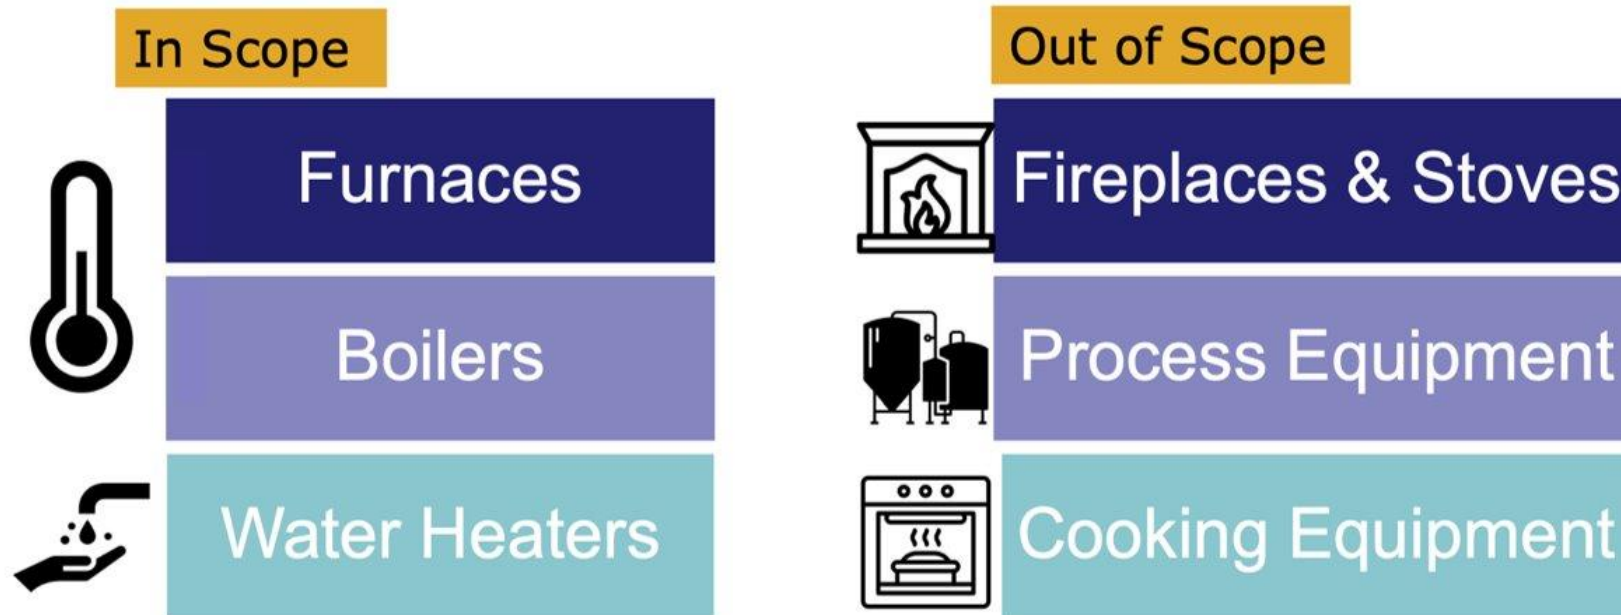 In Scope
Furnaces
Boilers
Water Heaters
Out of Scope
Fireplaces & Stoves
Process Equipment
Cooking Equipment